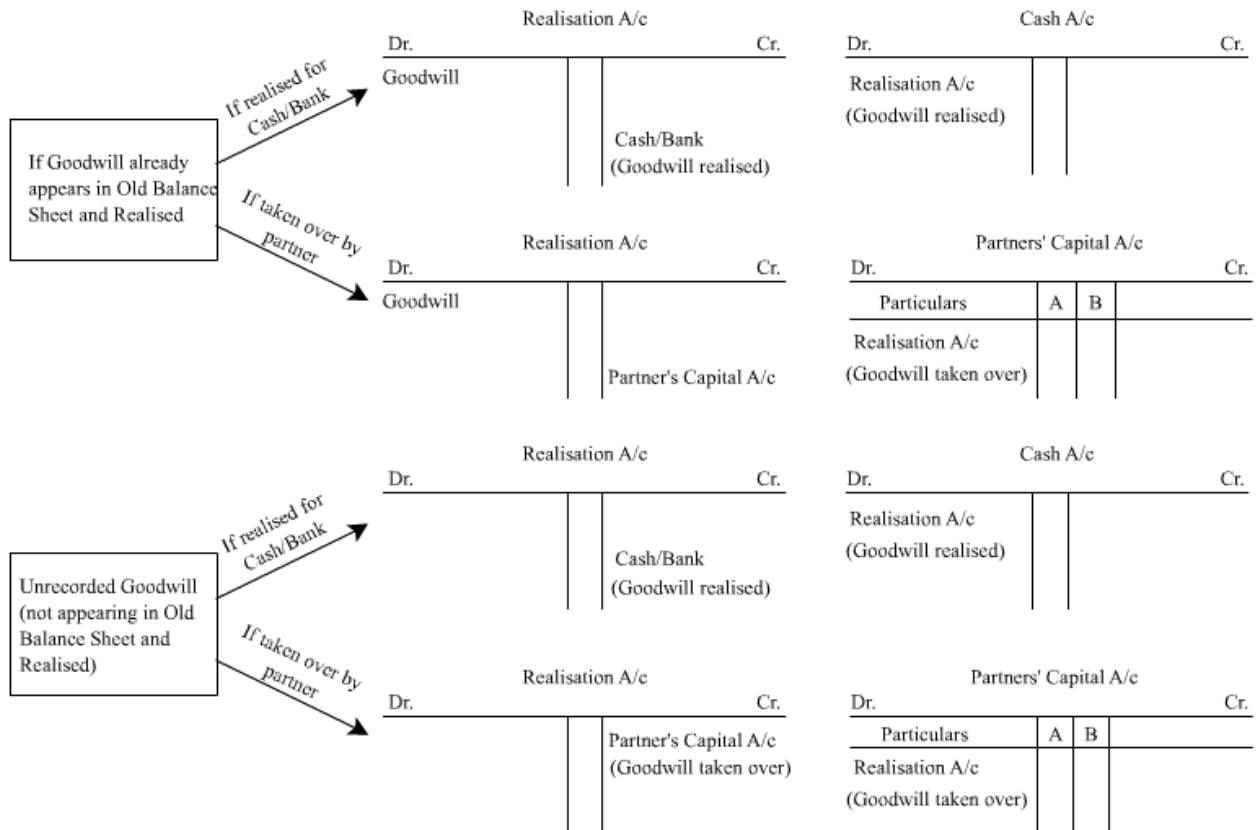 Realisation A/c
Dr.
Cr.
Goodwill
Cash/Bank
(Goodwill realised)
Cash A/c
Dr.
Cr.
Realisation A/c
(Goodwill realised)
If Goodwill already
appears in Old Balance
Sheet and Realised
If realised for
Cash/Bank
If taken over by
partner
Realisation A/c
Dr.
Cr.
Goodwill
Partner's Capital A/c
Partners' Capital A/c
Dr.
Cr.
Particulars
A
B
Realisation A/c
(Goodwill taken over)
Realisation A/c
Dr.
Cr.
Cash/Bank
(Goodwill realised)
Cash A/c
Dr.
Cr.
Realisation A/c
(Goodwill realised)
Unrecorded Goodwill
(not appearing in Old
Balance Sheet and
Realised)
If realised for
Cash/Bank
If taken over by
partner
Realisation A/c
Dr.
Cr.
Partner's Capital A/c
(Goodwill taken over)
Partners' Capital A/c
Dr.
Cr.
Particulars
A
B
Realisation A/c
(Goodwill taken over)